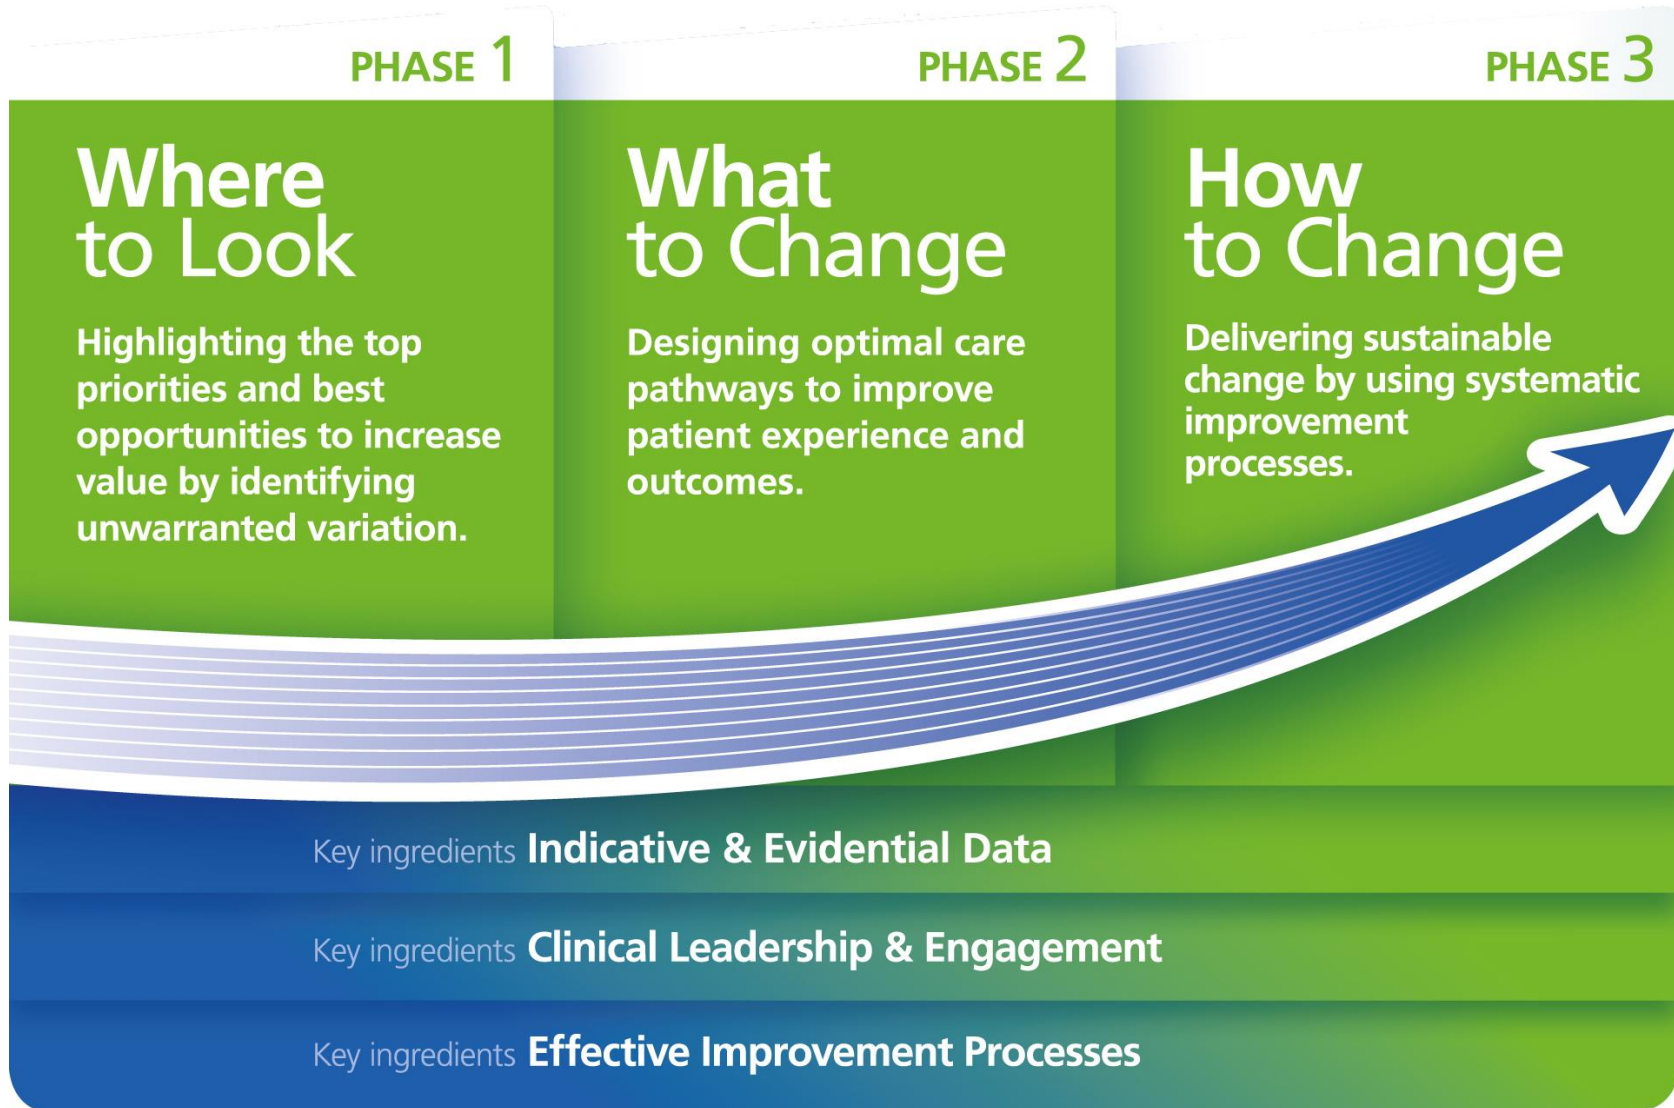 PHASE 1
Where
to Look
Highlighting the top
priorities and best
opportunities to increase
value by identifying
unwarranted variation.
PHASE 2
What
to Change
Designing optimal care
pathways to improve
patient experience and
outcomes.
PHASE 3
How
to Change
Delivering sustainable
change by using systematic
improvement
processes.
Key ingredients Indicative & Evidential Data
Key ingredients Clinical Leadership & Engagement
Key ingredients Effective Improvement Processes